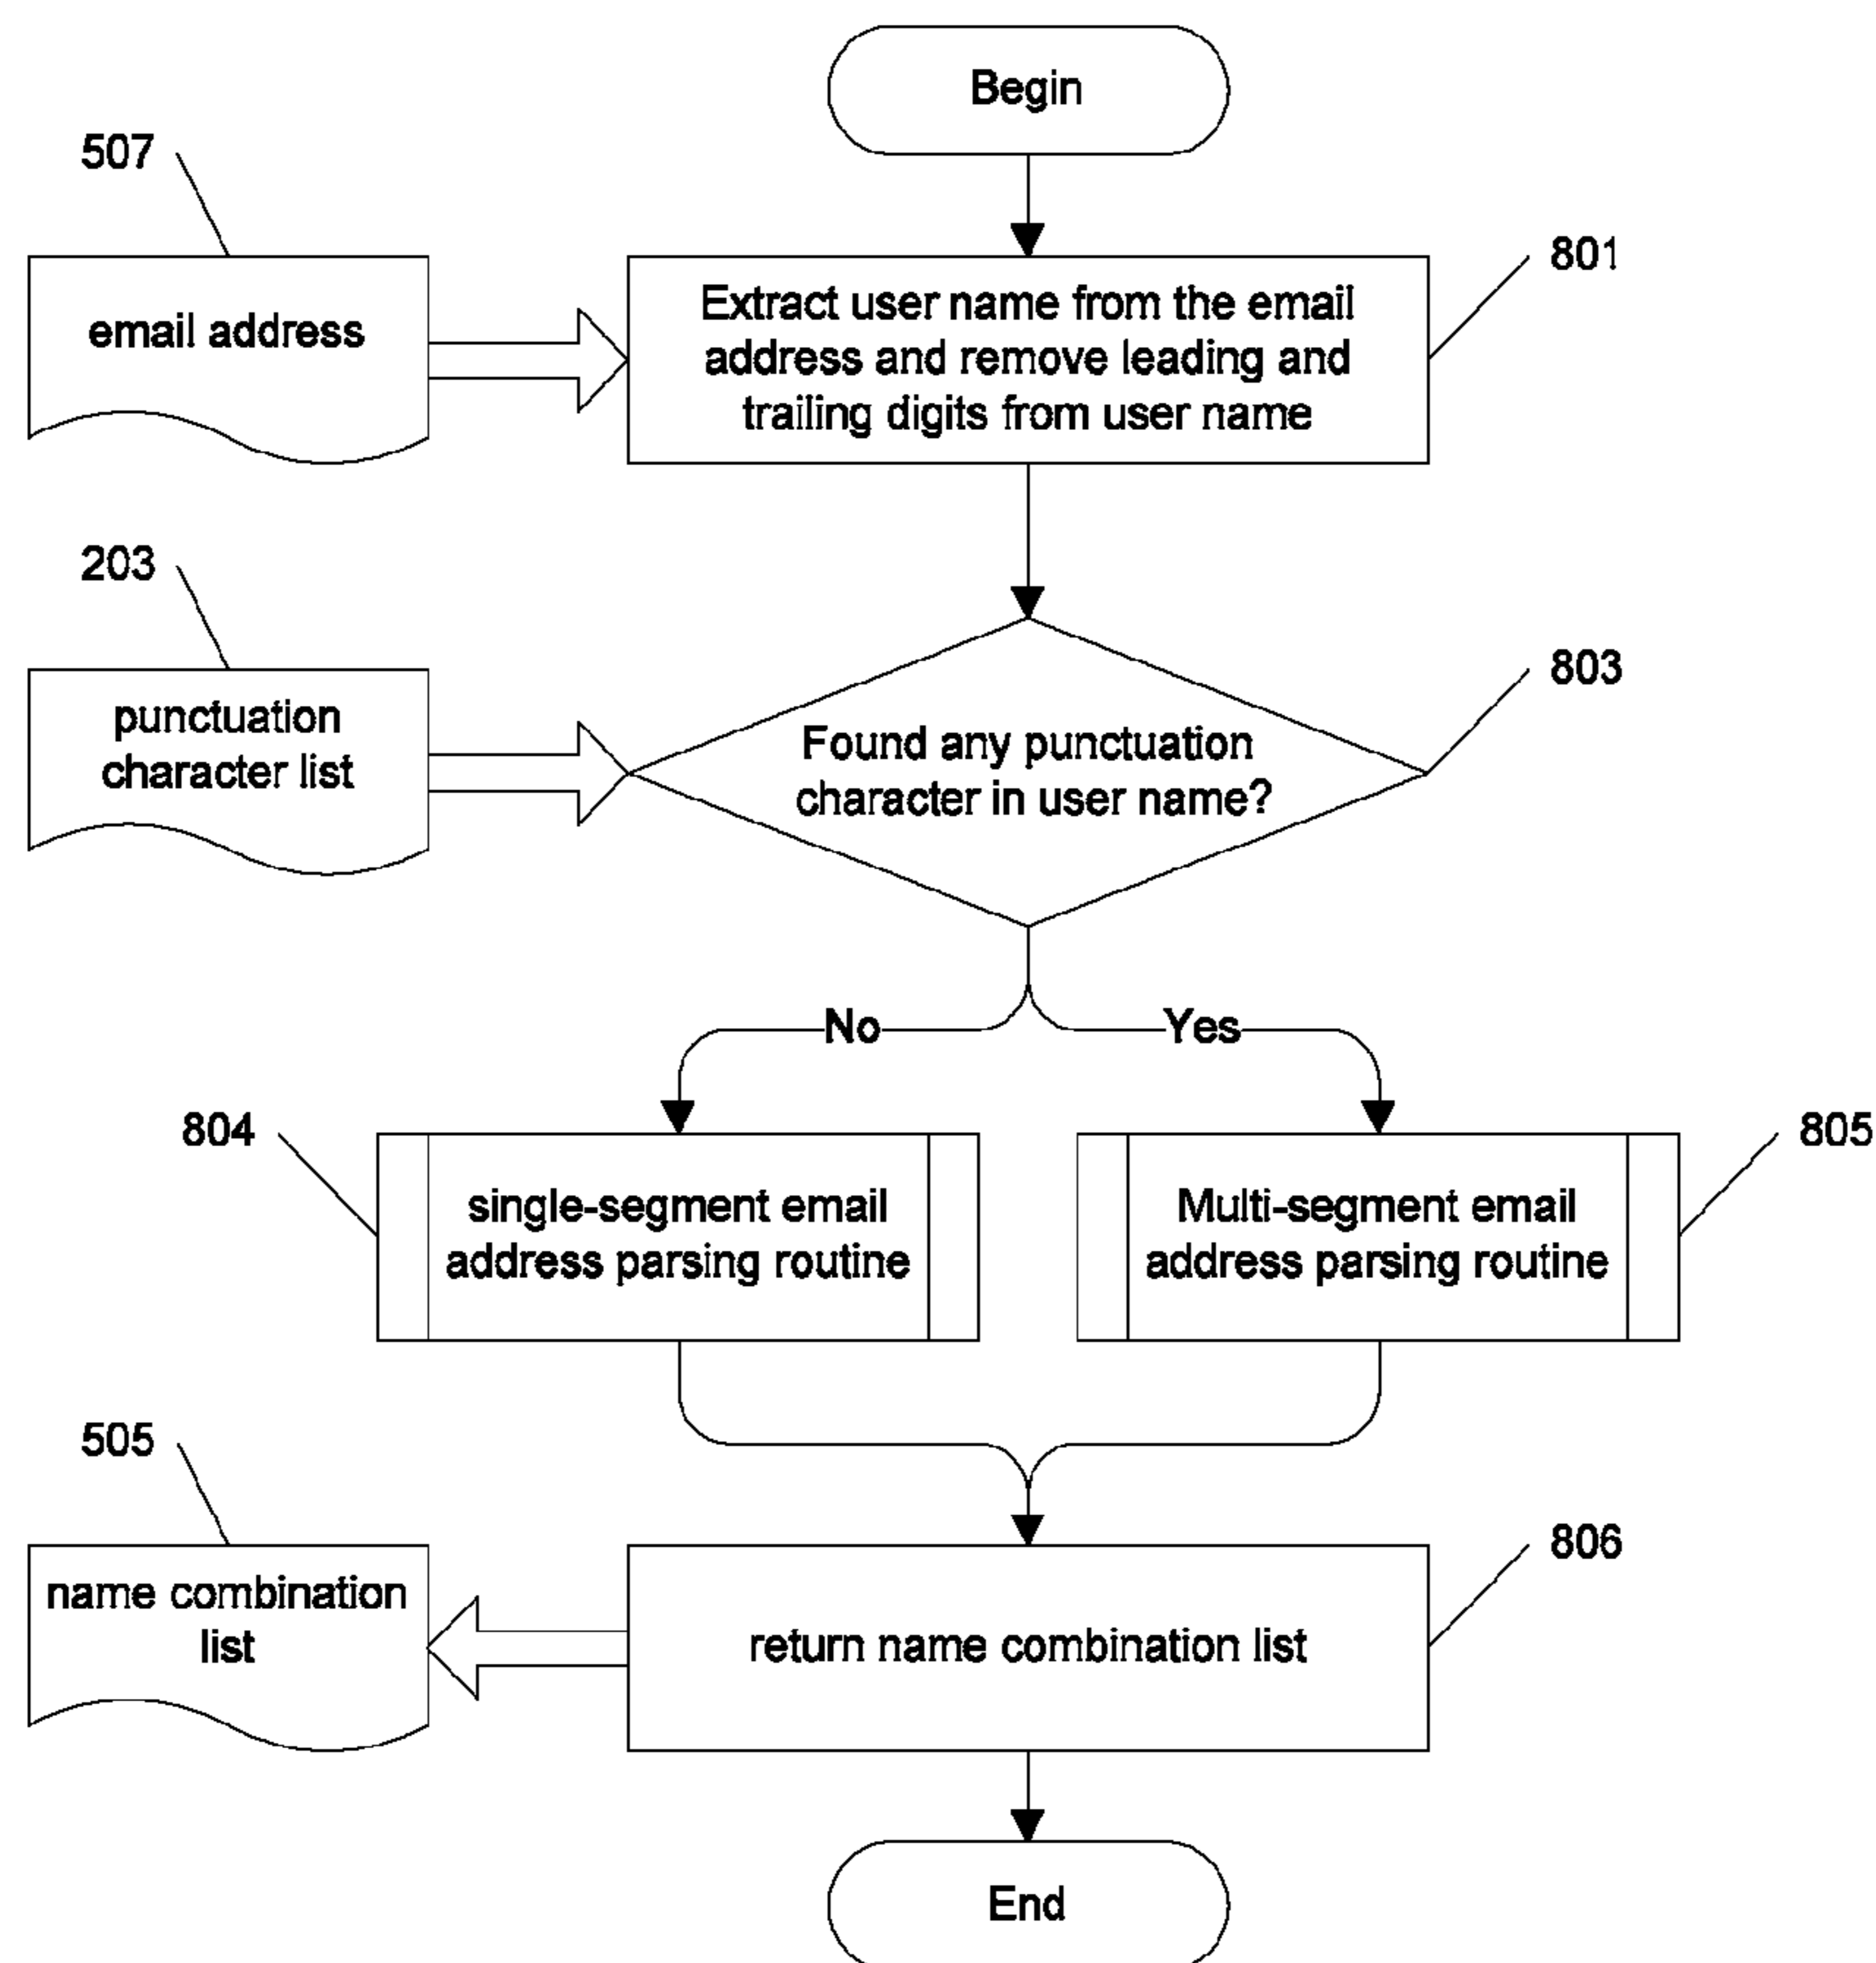 Begin
507
email address
801
Extract user name from the email
address and remove leading and
trailing digits from user name
203
punctuation
character list
803
Found any punctuation
character in user name?
No
Yes
804
single-segment email
address parsing routine
805
Multi-segment email
address parsing routine
505
name combination
list
806
return name combination list
End